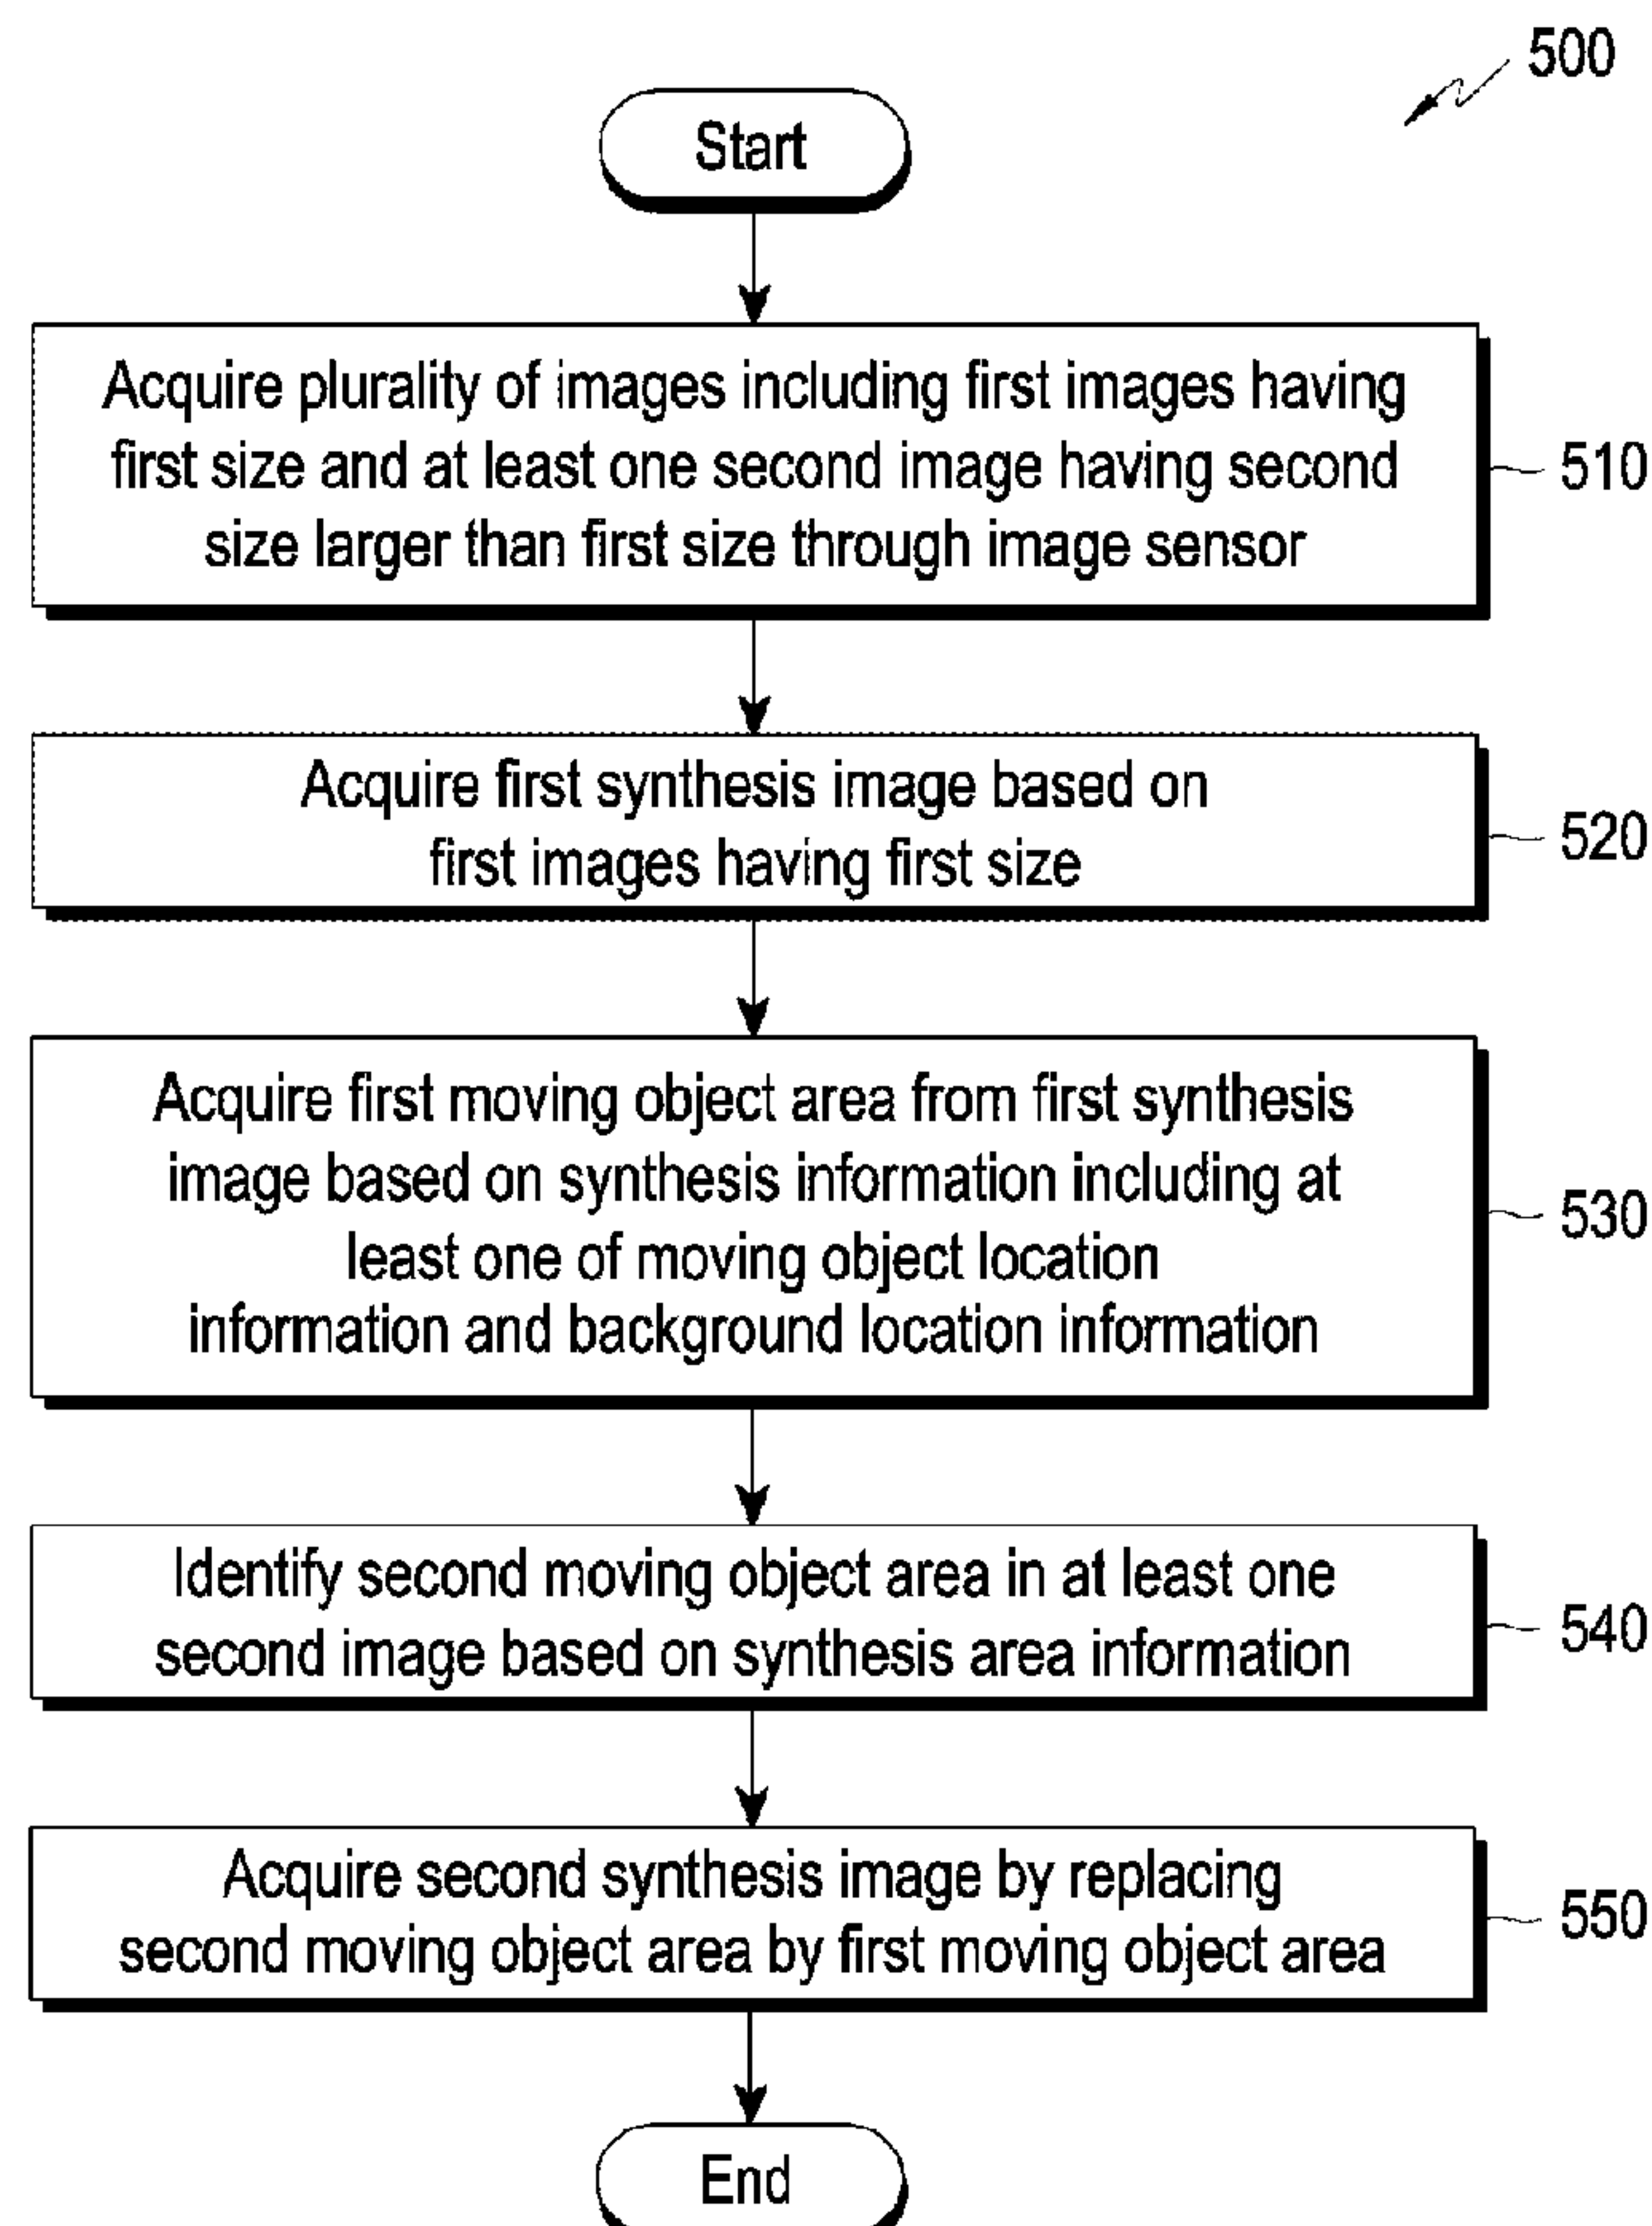 500
Start
Acquire plurality of images including first images having
first size and at least one second image having second
size larger than first size through image sensor
510
Acquire first synthesis image based on
first images having first size
520
Acquire first moving object area from first synthesis
image based on synthesis information including at
least one of moving object location
information and background location information
530
Identify second moving object area in at least one
second image based on synthesis area information
540
Acquire second synthesis image by replacing
second moving object area by first moving object area
550
End